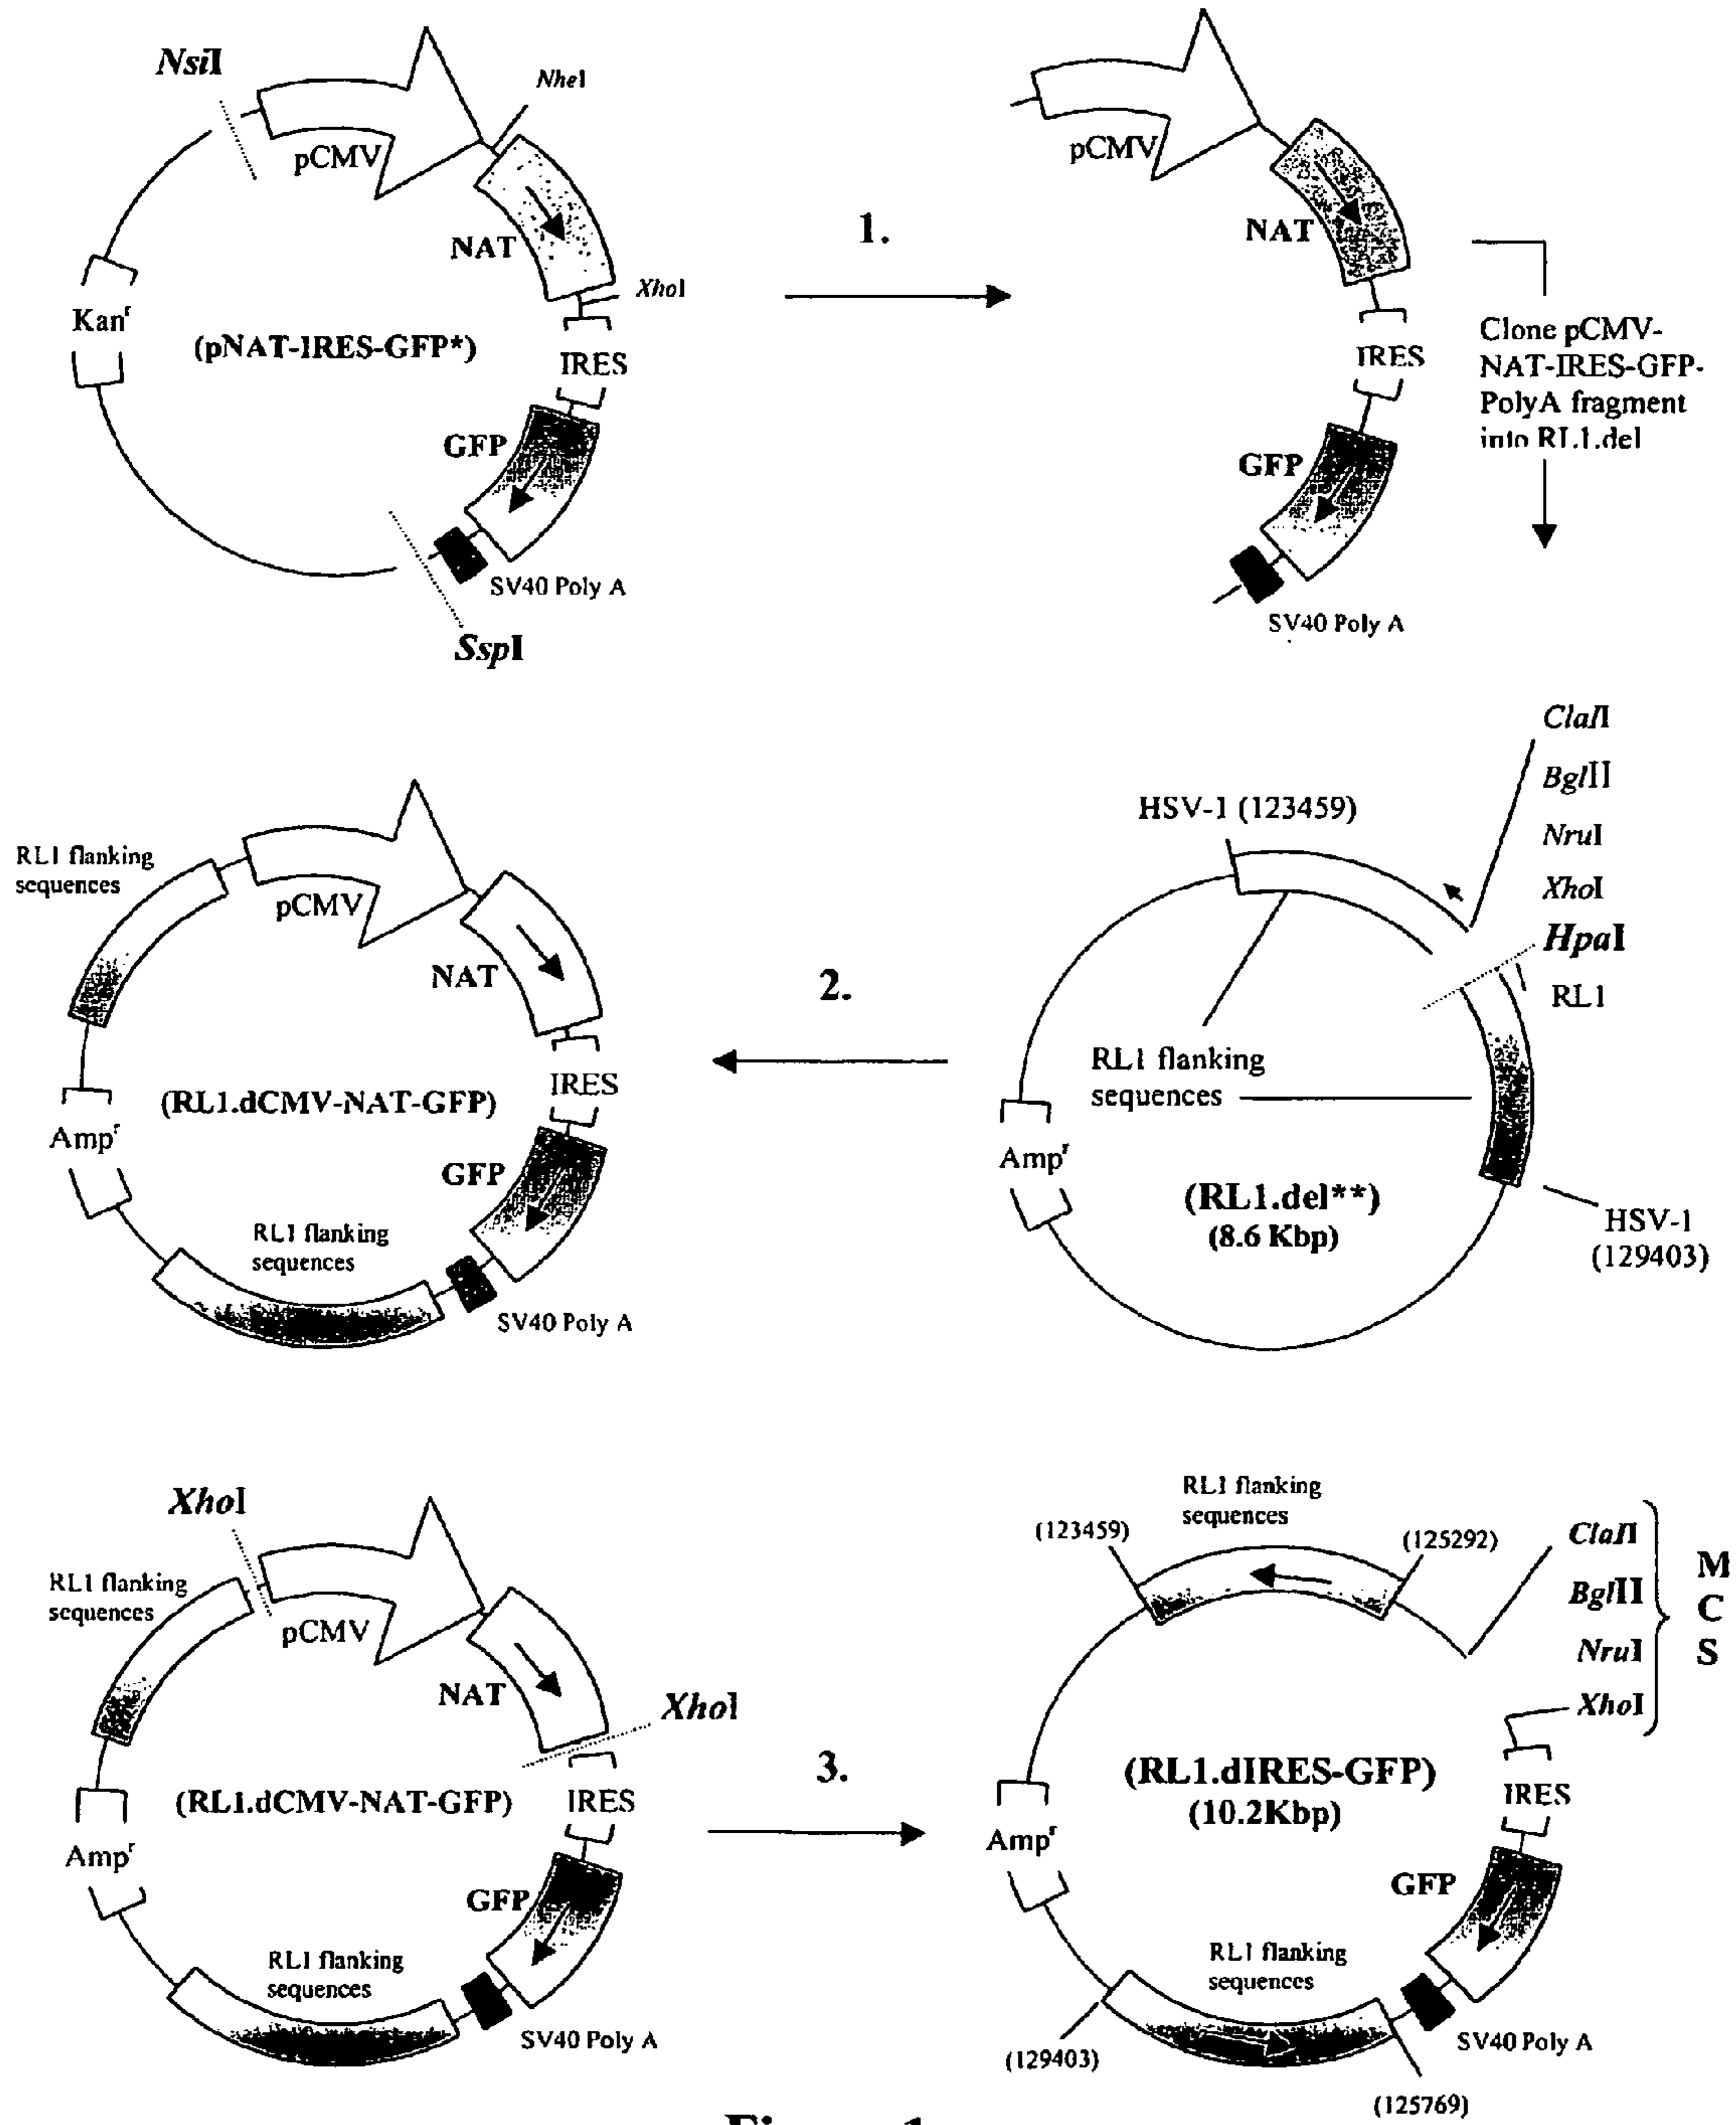 NsiI
NheI
pCMV
NAT
XhoI
Kanʳ
(pNAT-IRES-GFP*)
IRES
GFP
SV40 Poly A
SspI
1.
pCMV
NAT
IRES
GFP
SV40 Poly A
Clone pCMV-
NAT-IRES-GFP-
PolyA fragment
into RL1.del
RL1 flanking
sequences
pCMV
NAT
IRES
(RL1.dCMV-NAT-GFP)
Ampʳ
GFP
RL1 flanking
sequences
SV40 Poly A
2.
ClaII
BglII
HSV-1 (123459)
NruI
XhoI
HpaI
RL1
RL1 flanking
sequences
Ampʳ
(RL1.del**)
(8.6 Kbp)
HSV-1
(129403)
XhoI
RL1 flanking
sequences
pCMV
NAT
XhoI
(RL1.dCMV-NAT-GFP)
IRES
Ampʳ
GFP
RL1 flanking
sequences
SV40 Poly A
3.
RL1 flanking
sequences
(123459)
(125292)
ClaII
BglII
NruI
XhoI
M
C
S
(RL1.dIRES-GFP)
(10.2Kbp)
IRES
Ampʳ
GFP
RL1 flanking
sequences
SV40 Poly A
(129403)
(125769)